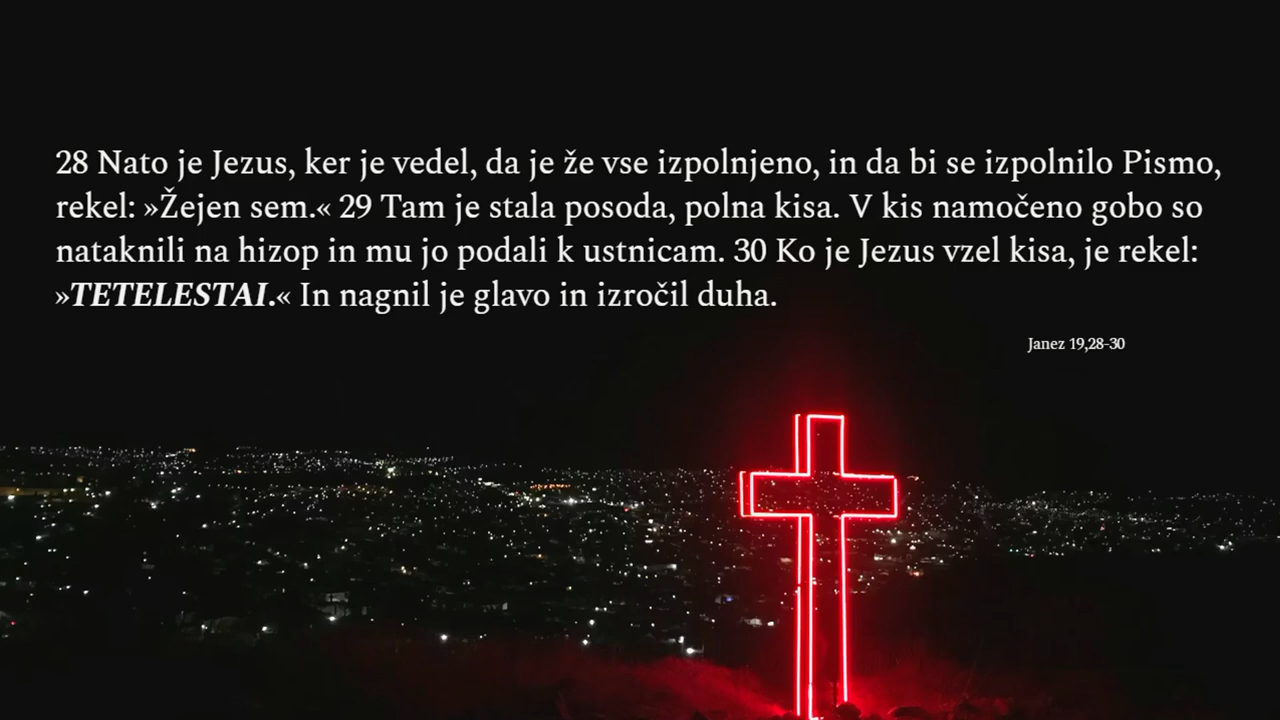 28 Nato je Jezus, ker je vedel, da je že vse izpolnjeno, in da bi se izpolnilo Pismo,
rekel: »Žejen sem.« 29 Tam je stala posoda, polna kisa. V kis namočeno gobo so
nataknili na hizop in mu jo podali k ustnicam. 30 Ko je Jezus vzel kisa, je rekel:
»TETELESTAI.« In nagnil je glavo in izročil duha.
Janez 19,28-30